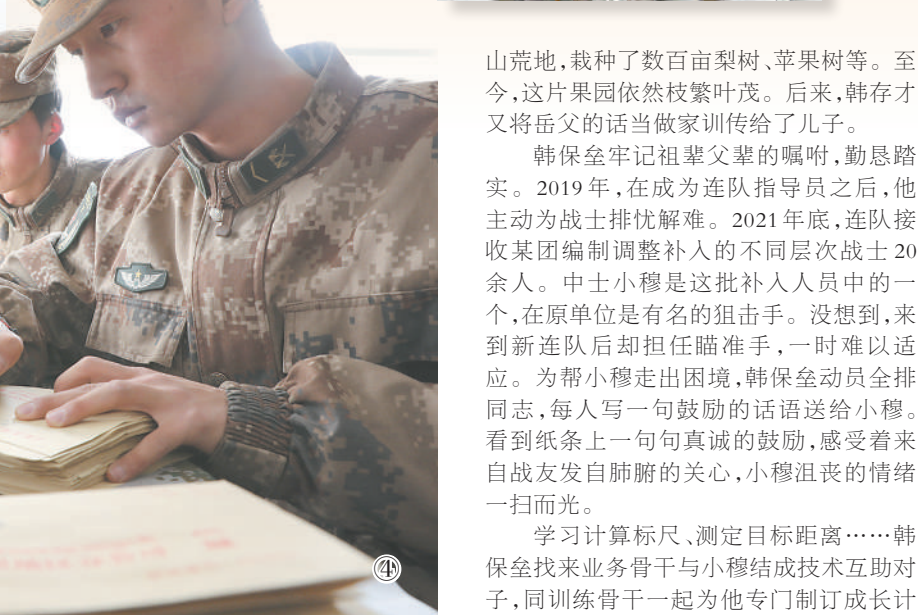 山荒地，栽种了数百亩梨树、苹果树等。至
今，这片果园依然枝繁叶茂。后来，韩存才
又将岳父的话当做家训传给了儿子。
韩保垒牢记祖辈父辈的嘱咐，勤恳踏
实。2019年，在成为连队指导员之后，他
主动为战士排忧解难。2021年底，连队接
收某团编制调整补入的不同层次战士20
余人。中士小穆是这批补入人员中的一
个，在原单位是有名的狙击手。没想到，来
到新连队后却担任瞄准手，一时难以适
应。为帮小穆走出困境，韩保垒动员全排
同志，每人写一句鼓励的话语送给小穆。
看到纸条上一句句真诚的鼓励，感受着来
自战友发自肺腑的关心，小穆沮丧的情绪
一扫而光。
学习计算标尺、测定目标距离……韩
保垒找来业务骨干与小穆结成技术互助对
子，同训练骨干一起为他专门制订成长计
④